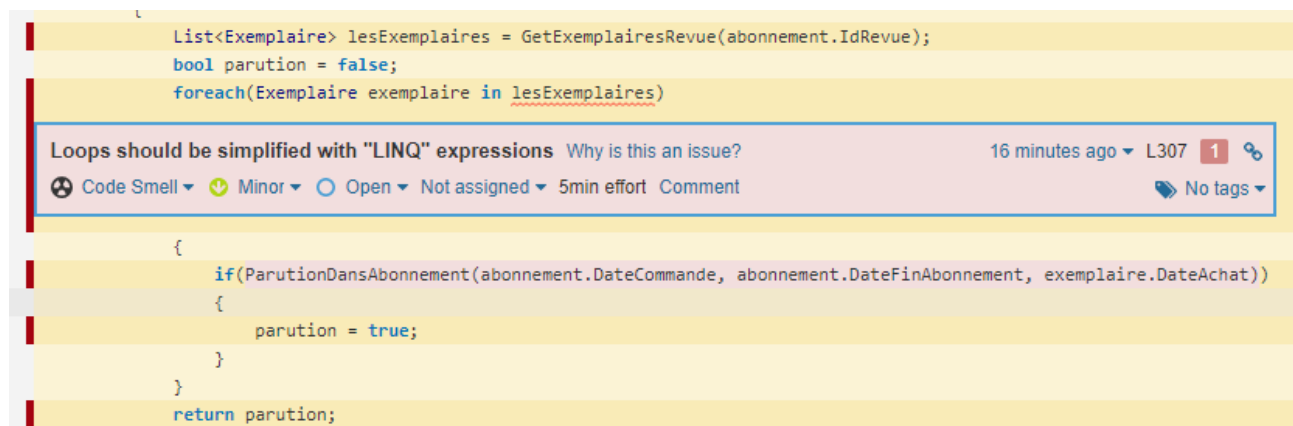 {
List<Exemplaire> lesExemplaires = GetExemplairesRevue(abonnement.IdRevue);
bool parution = false;
foreach(Exemplaire exemplaire in lesExemplaires)
Loops should be simplified with "LINQ" expressions Why is this an issue? 16 minutes ago L307 1
Code Smell Minor Open Not assigned 5min effort Comment No tags
{
if(ParutionDansAbonnement(abonnement.DateCommande, abonnement.DateFinAbonnement, exemplaire.DateAchat))
{
parution = true;
}
}
return parution;